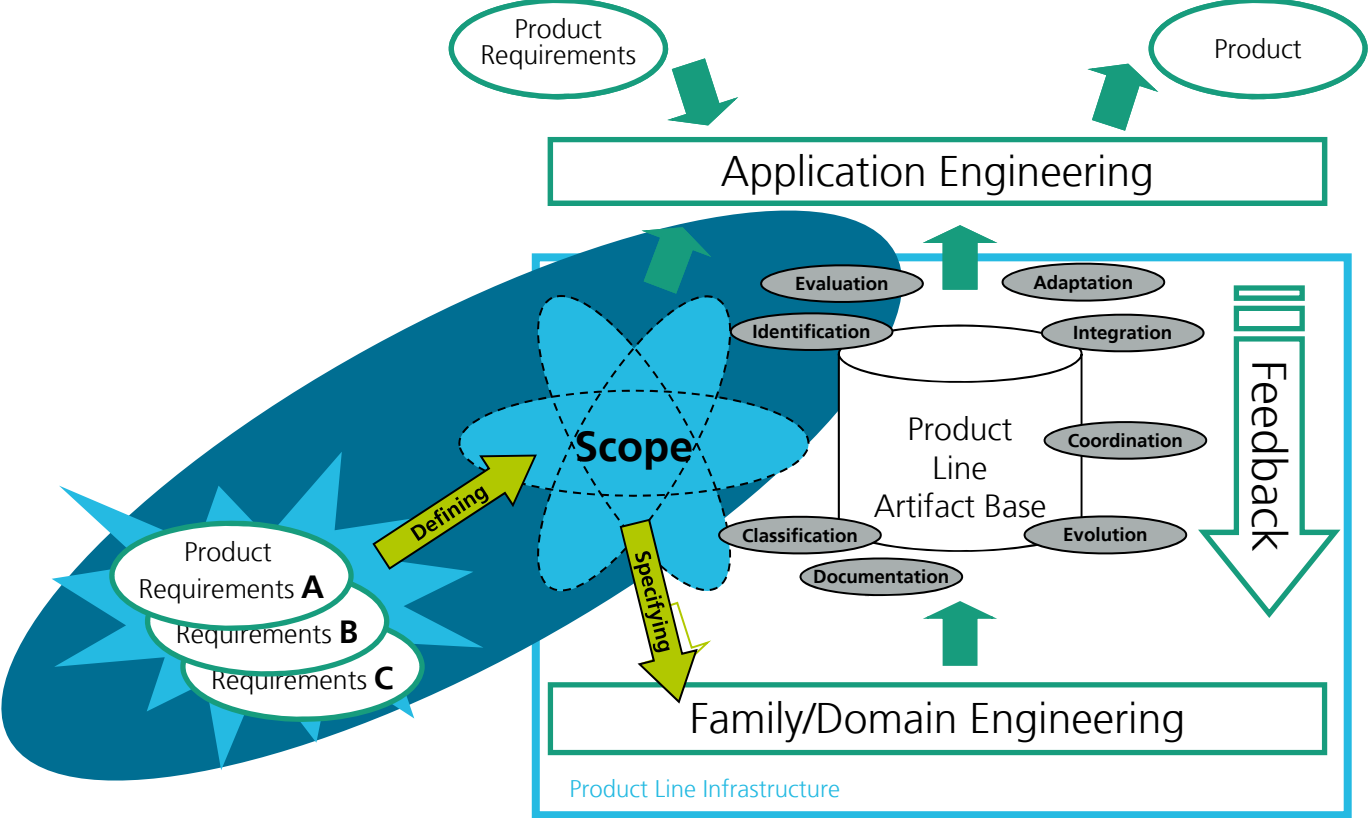 Product
Requirements
Product
Application Engineering
Evaluation
Adaptation
Identification
Integration
Scope
Product
Line
Artifact Base
Coordination
Feedback
Defining
Classification
Evolution
Documentation
Specifying
Product
Requirements A
Requirements B
Requirements C
Family/Domain Engineering
Product Line Infrastructure